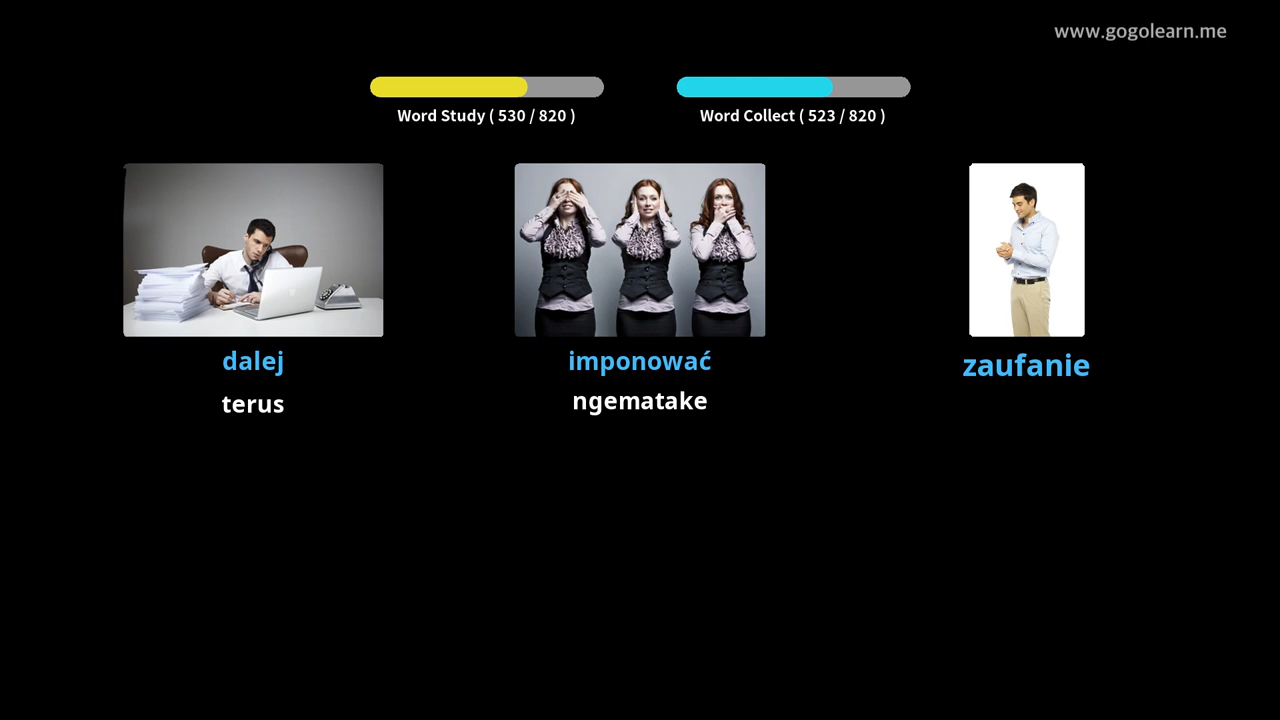 www.gogolearn.me
Word Study ( 530 / 820 )
Word Collect ( 523 / 820 )
dalej
imponować
zaufanie
terus
ngematake